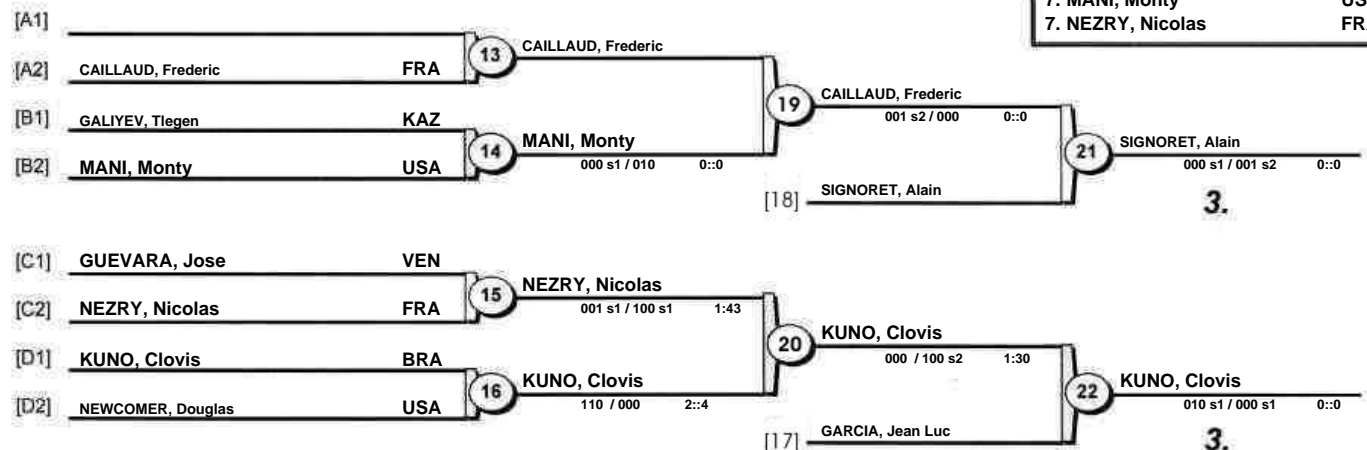 7. MANI, Monty US
7. NEZRY, Nicolas FR
[A1]
[A2] CAILLAUD, Frederic FRA
13 CAILLAUD, Frederic
[B1] GALIYEV, Tlegen KAZ
[B2] MANI, Monty USA
14 MANI, Monty
000 s1 / 010 0::0
19 CAILLAUD, Frederic
001 s2 / 000 0::0
[18] SIGNORET, Alain
21 SIGNORET, Alain
000 s1 / 001 s2 0::0
3.
[C1] GUEVARA, Jose VEN
[C2] NEZRY, Nicolas FRA
15 NEZRY, Nicolas
001 s1 / 100 s1 1:43
[D1] KUNO, Clovis BRA
[D2] NEWCOMER, Douglas USA
16 KUNO, Clovis
110 / 000 2::4
20 KUNO, Clovis
000 / 100 s2 1:30
[17] GARCIA, Jean Luc
22 KUNO, Clovis
010 s1 / 000 s1 0::0
3.